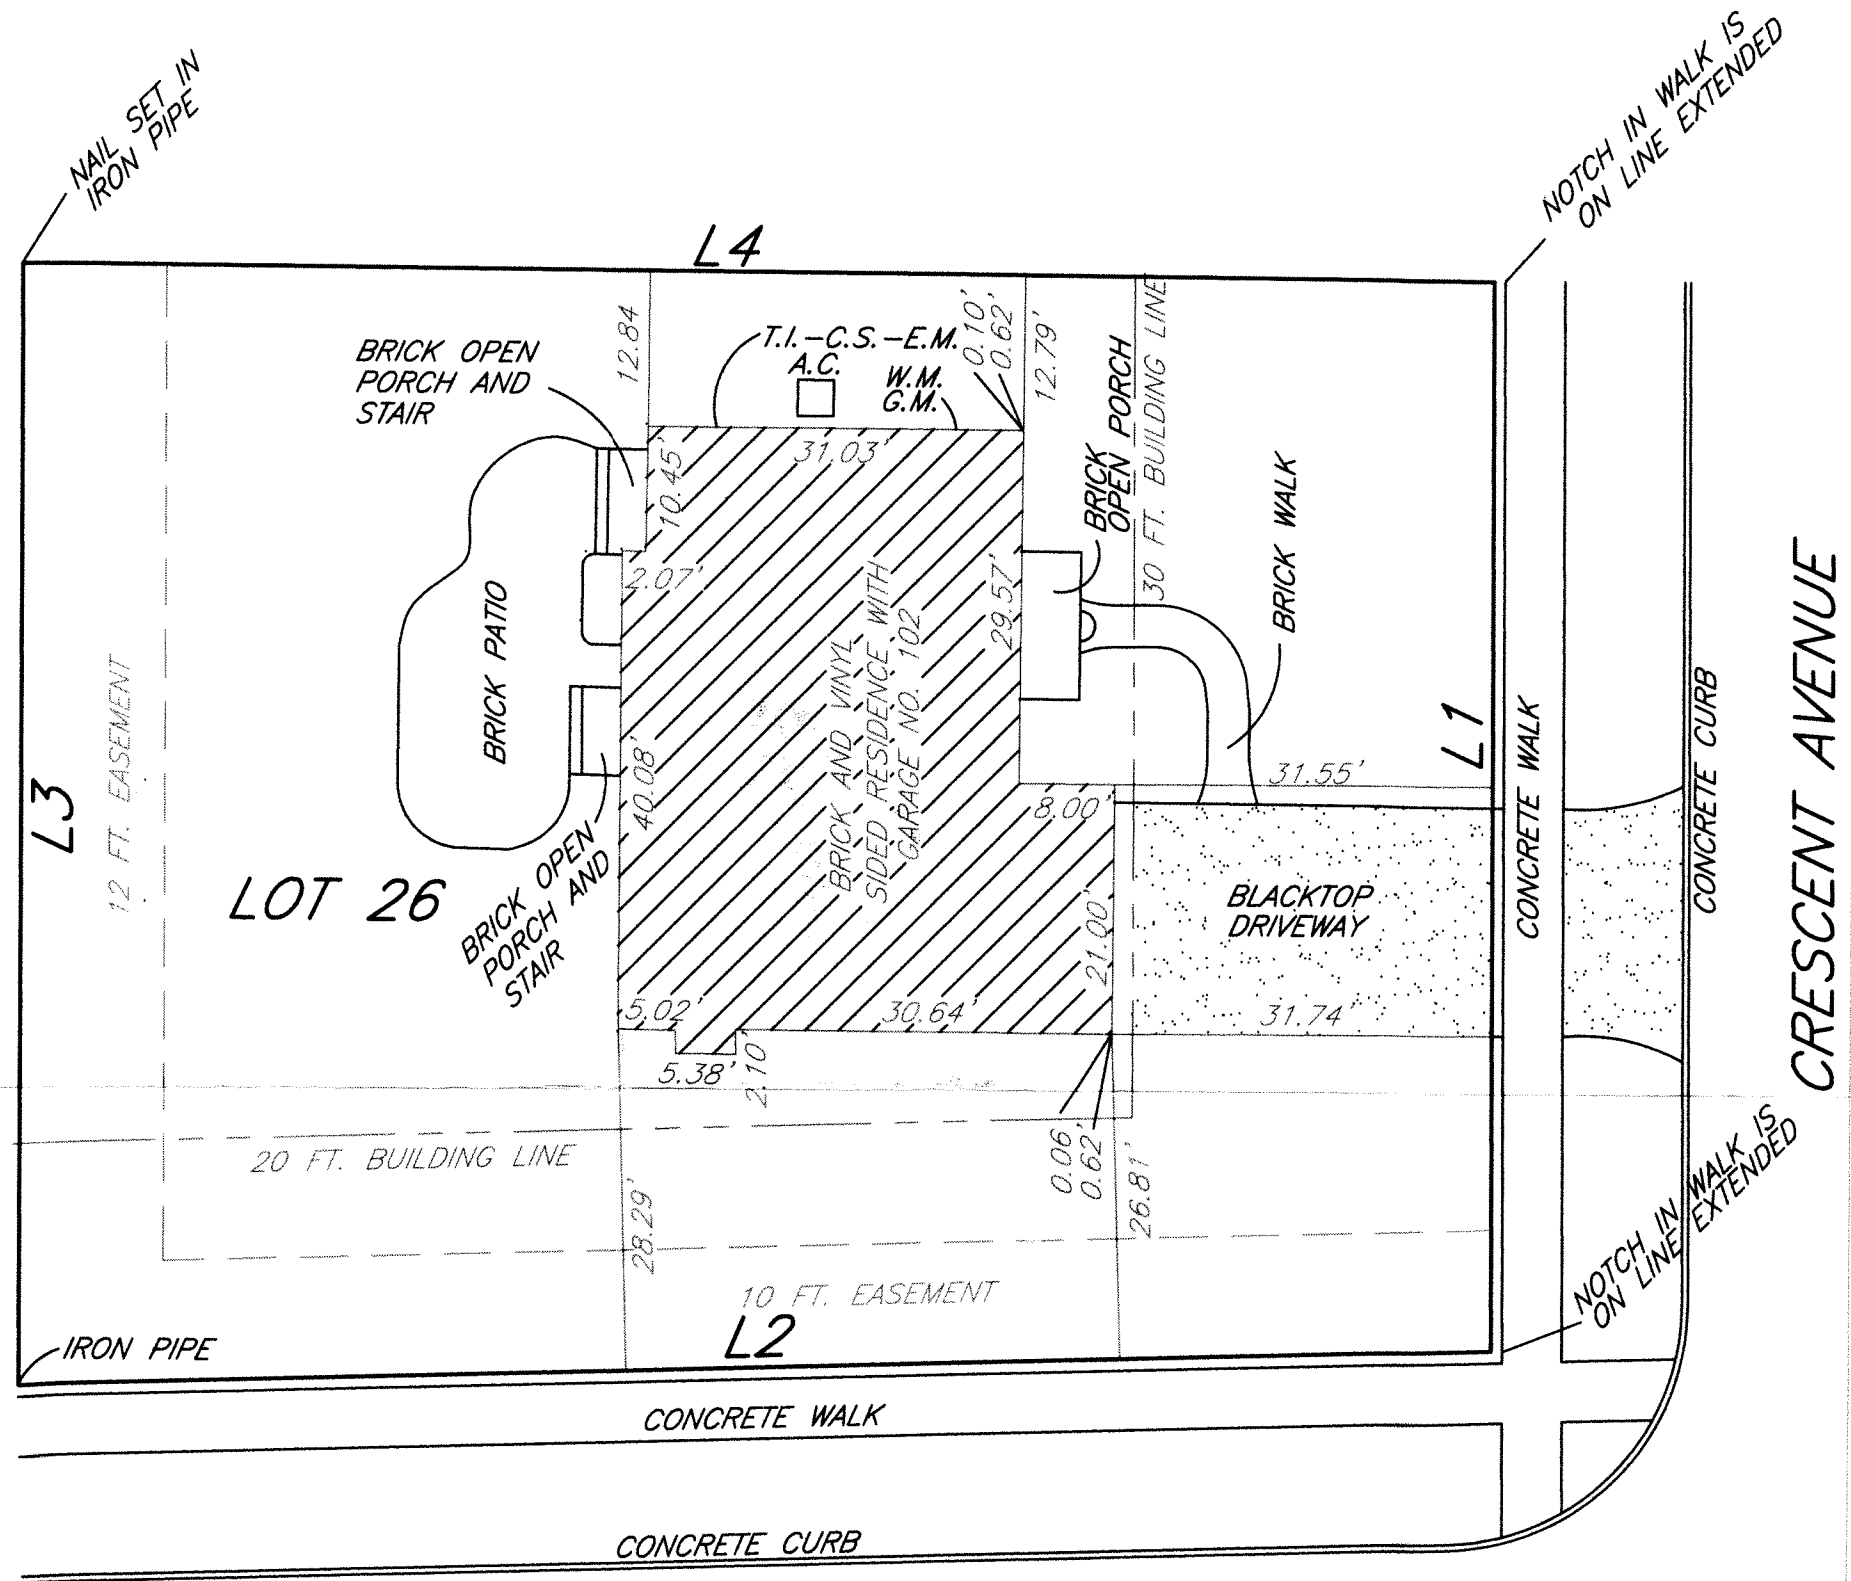 NAIL SET IN
IRON PIPE
NOTCH IN WALK IS
ON LINE EXTENDED
L4
BRICK OPEN
PORCH AND
STAIR
12.84
T.I.-C.S.-E.M.
A.C.
W.M.
G.M.
0.10'
0.62'
12.79'
BRICK
OPEN PORCH
30 FT. BUILDING LINE
31.03'
10.45'
2.07'
29.57'
BRICK WALK
BRICK PATIO
12 FT. EASEMENT
L3
LOT 26
BRICK AND VINYL
SIDED RESIDENCE WITH
GARAGE NO. 102
40.08'
BRICK OPEN
PORCH AND
STAIR
8.00'
31.55'
L1
CONCRETE WALK
CONCRETE CURB
CRESCENT AVENUE
BLACKTOP
DRIVEWAY
21.00'
31.74'
5.02'
30.64'
5.38'
2.10'
0.06
0.62'
26.81'
20 FT. BUILDING LINE
28.29'
10 FT. EASEMENT
L2
NOTCH IN WALK IS
ON LINE EXTENDED
IRON PIPE
CONCRETE WALK
CONCRETE CURB